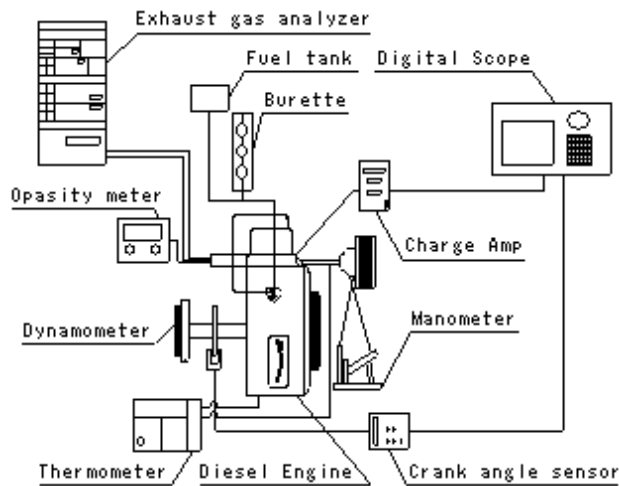 Exhaust gas analyzer
Fuel tank
Digital Scope
Burette
Opasity meter
Charge Amp
Dynamometer
Manometer
Thermometer
Diesel Engine
Crank angle sensor